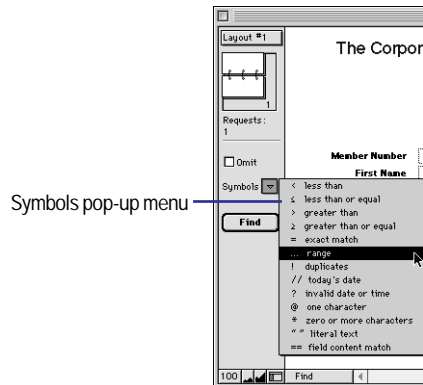 Layout #1
The Corpor
1
Requests:
1
Omit
Member Number
First Name
Symbols
Symbols pop-up menu
Find
< less than
≤ less than or equal
> greater than
≥ greater than or equal
= exact match
... range
! duplicates
// today's date
? invalid date or time
@ one character
* zero or more characters
" " literal text
== field content match
100
Find